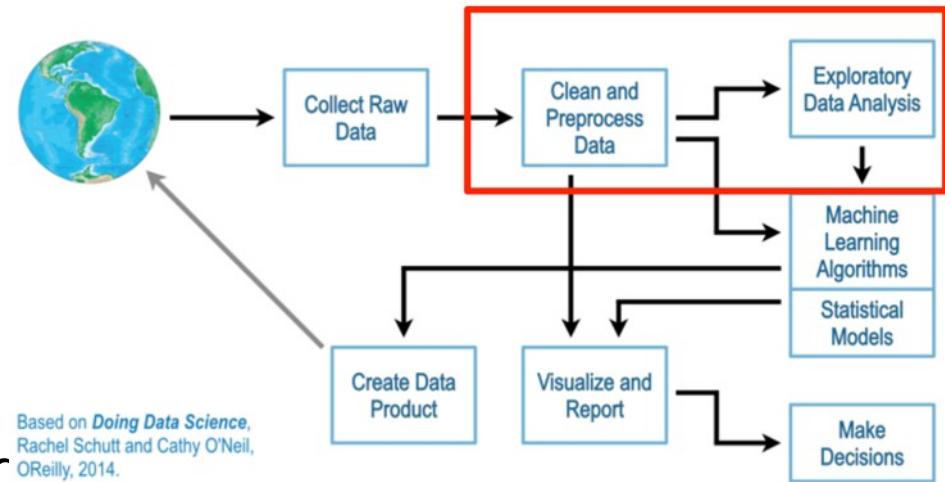 Collect Raw
Data
Clean and
Preprocess
Data
Exploratory
Data Analysis
Machine
Learning
Algorithms
Statistical
Models
Create Data
Product
Visualize and
Report
Make
Decisions
Based on Doing Data Science,
Rachel Schutt and Cathy O'Neil,
OReilly, 2014.